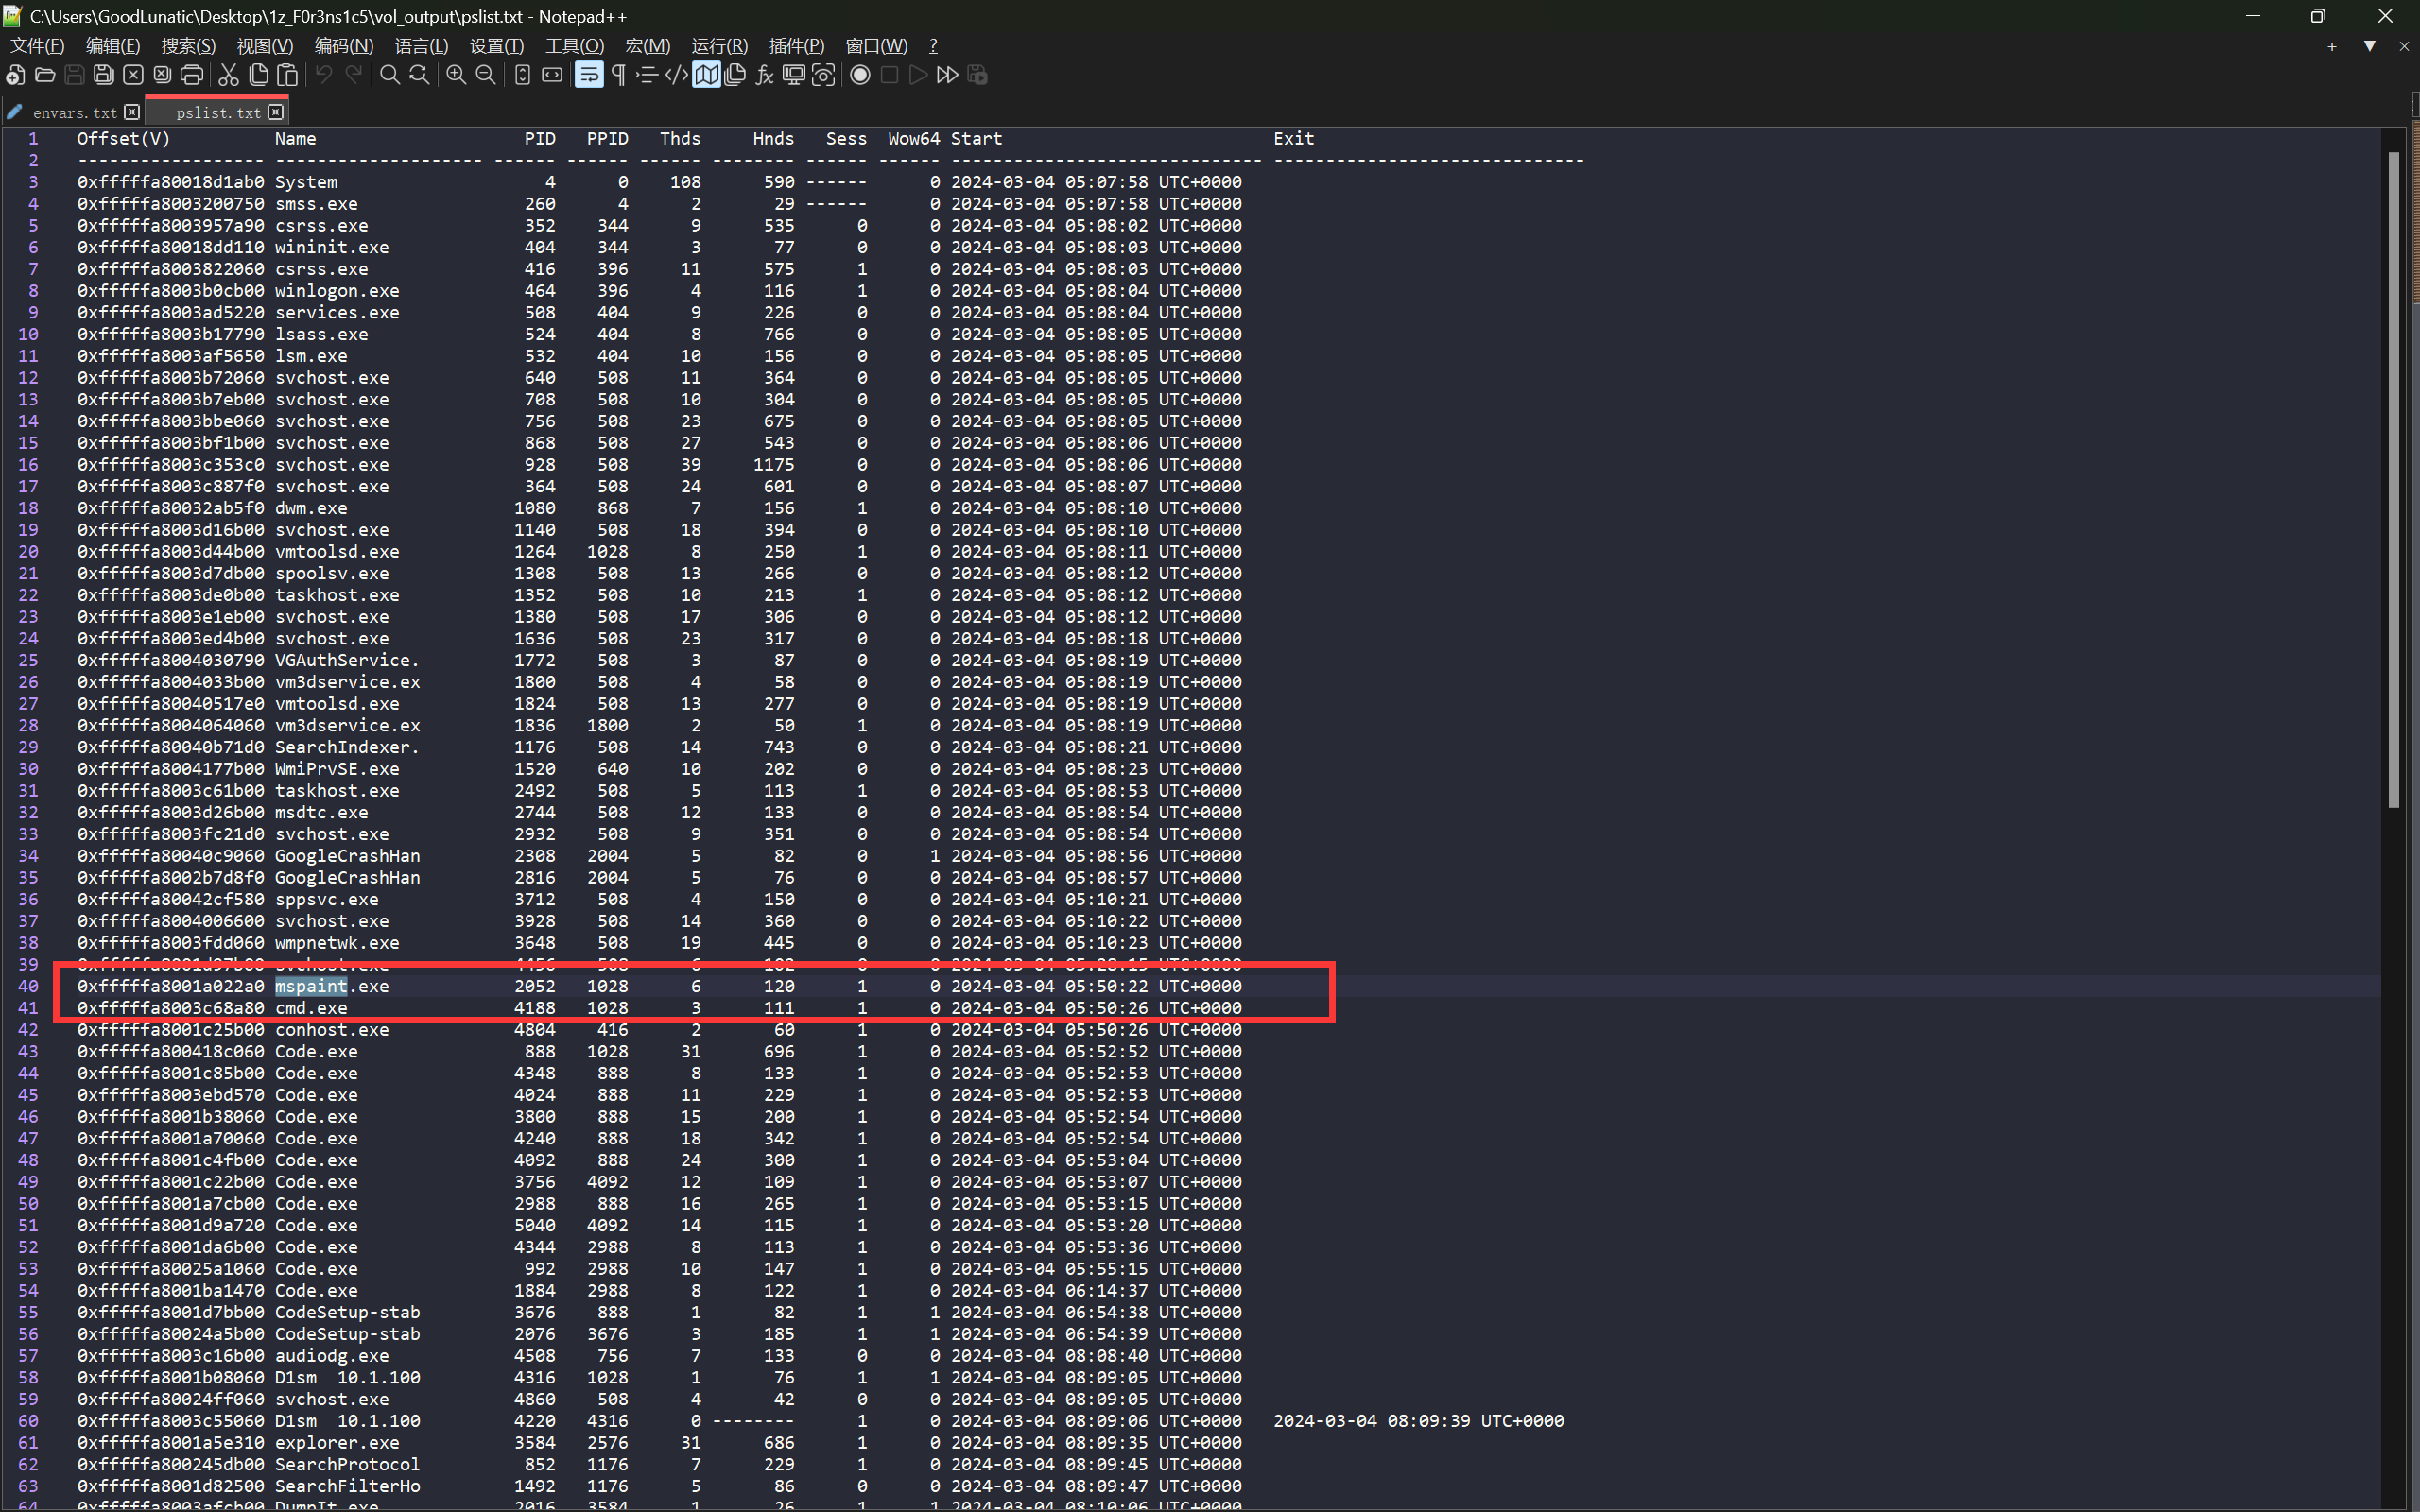 C:\Users\GoodLunatic\Desktop\1z_F0r3ns1c5\vol_output\pslist.txt - Notepad++
文件(F) 编辑(E) 搜索(S) 视图(V) 编码(N) 语言(L) 设置(T) 工具(O) 宏(M) 运行(R) 插件(P) 窗口(W) ?
envars.txt pslist.txt
1 Offset(V) Name PID PPID Thds Hnds Sess Wow64 Start Exit
2 ------------------ -------------------- ------ ------ ------ -------- ------ ------ ------------------------------ ------------------------------
3 0xfffffa80018d1ab0 System 4 0 108 590 ------ 0 2024-03-04 05:07:58 UTC+0000
4 0xfffffa8003200750 smss.exe 260 4 2 29 ------ 0 2024-03-04 05:07:58 UTC+0000
5 0xfffffa8003957a90 csrss.exe 352 344 9 535 0 0 2024-03-04 05:08:02 UTC+0000
6 0xfffffa80018dd110 wininit.exe 404 344 3 77 0 0 2024-03-04 05:08:03 UTC+0000
7 0xfffffa8003822060 csrss.exe 416 396 11 575 1 0 2024-03-04 05:08:03 UTC+0000
8 0xfffffa8003b0cb00 winlogon.exe 464 396 4 116 1 0 2024-03-04 05:08:04 UTC+0000
9 0xfffffa8003ad5220 services.exe 508 404 9 226 0 0 2024-03-04 05:08:04 UTC+0000
10 0xfffffa8003b17790 lsass.exe 524 404 8 766 0 0 2024-03-04 05:08:05 UTC+0000
11 0xfffffa8003af5650 lsm.exe 532 404 10 156 0 0 2024-03-04 05:08:05 UTC+0000
12 0xfffffa8003b72060 svchost.exe 640 508 11 364 0 0 2024-03-04 05:08:05 UTC+0000
13 0xfffffa8003b7eb00 svchost.exe 708 508 10 304 0 0 2024-03-04 05:08:05 UTC+0000
14 0xfffffa8003bbe060 svchost.exe 756 508 23 675 0 0 2024-03-04 05:08:05 UTC+0000
15 0xfffffa8003bf1b00 svchost.exe 868 508 27 543 0 0 2024-03-04 05:08:06 UTC+0000
16 0xfffffa8003c353c0 svchost.exe 928 508 39 1175 0 0 2024-03-04 05:08:06 UTC+0000
17 0xfffffa8003c887f0 svchost.exe 364 508 24 601 0 0 2024-03-04 05:08:07 UTC+0000
18 0xfffffa80032ab5f0 dwm.exe 1080 868 7 156 1 0 2024-03-04 05:08:10 UTC+0000
19 0xfffffa8003d16b00 svchost.exe 1140 508 18 394 0 0 2024-03-04 05:08:10 UTC+0000
20 0xfffffa8003d44b00 vmtoolsd.exe 1264 1028 8 250 1 0 2024-03-04 05:08:11 UTC+0000
21 0xfffffa8003d7db00 spoolsv.exe 1308 508 13 266 0 0 2024-03-04 05:08:12 UTC+0000
22 0xfffffa8003de0b00 taskhost.exe 1352 508 10 213 1 0 2024-03-04 05:08:12 UTC+0000
23 0xfffffa8003e1eb00 svchost.exe 1380 508 17 306 0 0 2024-03-04 05:08:12 UTC+0000
24 0xfffffa8003ed4b00 svchost.exe 1636 508 23 317 0 0 2024-03-04 05:08:18 UTC+0000
25 0xfffffa8004030790 VGAuthService. 1772 508 3 87 0 0 2024-03-04 05:08:19 UTC+0000
26 0xfffffa8004033b00 vm3dservice.ex 1800 508 4 58 0 0 2024-03-04 05:08:19 UTC+0000
27 0xfffffa80040517e0 vmtoolsd.exe 1824 508 13 277 0 0 2024-03-04 05:08:19 UTC+0000
28 0xfffffa8004064060 vm3dservice.ex 1836 1800 2 50 1 0 2024-03-04 05:08:19 UTC+0000
29 0xfffffa80040b71d0 SearchIndexer. 1176 508 14 743 0 0 2024-03-04 05:08:21 UTC+0000
30 0xfffffa8004177b00 WmiPrvSE.exe 1520 640 10 202 0 0 2024-03-04 05:08:23 UTC+0000
31 0xfffffa8003c61b00 taskhost.exe 2492 508 5 113 1 0 2024-03-04 05:08:53 UTC+0000
32 0xfffffa8003d26b00 msdtc.exe 2744 508 12 133 0 0 2024-03-04 05:08:54 UTC+0000
33 0xfffffa8003fc21d0 svchost.exe 2932 508 9 351 0 0 2024-03-04 05:08:54 UTC+0000
34 0xfffffa80040c9060 GoogleCrashHan 2308 2004 5 82 0 1 2024-03-04 05:08:56 UTC+0000
35 0xfffffa8002b7d8f0 GoogleCrashHan 2816 2004 5 76 0 0 2024-03-04 05:08:57 UTC+0000
36 0xfffffa80042cf580 sppsvc.exe 3712 508 4 150 0 0 2024-03-04 05:10:21 UTC+0000
37 0xfffffa8004006600 svchost.exe 3928 508 14 360 0 0 2024-03-04 05:10:22 UTC+0000
38 0xfffffa8003fdd060 wmpnetwk.exe 3648 508 19 445 0 0 2024-03-04 05:10:23 UTC+0000
39 0xfffffa8001d97b00 svchost.exe 4456 508 6 102 0 0 2024-03-04 05:28:15 UTC+0000
40 0xfffffa8001a022a0 mspaint.exe 2052 1028 6 120 1 0 2024-03-04 05:50:22 UTC+0000
41 0xfffffa8003c68a80 cmd.exe 4188 1028 3 111 1 0 2024-03-04 05:50:26 UTC+0000
42 0xfffffa8001c25b00 conhost.exe 4804 416 2 60 1 0 2024-03-04 05:50:26 UTC+0000
43 0xfffffa800418c060 Code.exe 888 1028 31 696 1 0 2024-03-04 05:52:52 UTC+0000
44 0xfffffa8001c85b00 Code.exe 4348 888 8 133 1 0 2024-03-04 05:52:53 UTC+0000
45 0xfffffa8003ebd570 Code.exe 4024 888 11 229 1 0 2024-03-04 05:52:53 UTC+0000
46 0xfffffa8001b38060 Code.exe 3800 888 15 200 1 0 2024-03-04 05:52:54 UTC+0000
47 0xfffffa8001a70060 Code.exe 4240 888 18 342 1 0 2024-03-04 05:52:54 UTC+0000
48 0xfffffa8001c4fb00 Code.exe 4092 888 24 300 1 0 2024-03-04 05:53:04 UTC+0000
49 0xfffffa8001c22b00 Code.exe 3756 4092 12 109 1 0 2024-03-04 05:53:07 UTC+0000
50 0xfffffa8001a7cb00 Code.exe 2988 888 16 265 1 0 2024-03-04 05:53:15 UTC+0000
51 0xfffffa8001d9a720 Code.exe 5040 4092 14 115 1 0 2024-03-04 05:53:20 UTC+0000
52 0xfffffa8001da6b00 Code.exe 4344 2988 8 113 1 0 2024-03-04 05:53:36 UTC+0000
53 0xfffffa80025a1060 Code.exe 992 2988 10 147 1 0 2024-03-04 05:55:15 UTC+0000
54 0xfffffa8001ba1470 Code.exe 1884 2988 8 122 1 0 2024-03-04 06:14:37 UTC+0000
55 0xfffffa8001d7bb00 CodeSetup-stab 3676 888 1 82 1 1 2024-03-04 06:54:38 UTC+0000
56 0xfffffa80024a5b00 CodeSetup-stab 2076 3676 3 185 1 1 2024-03-04 06:54:39 UTC+0000
57 0xfffffa8003c16b00 audiodg.exe 4508 756 7 133 0 0 2024-03-04 08:08:40 UTC+0000
58 0xfffffa8001b08060 D1sm 10.1.100 4316 1028 1 76 1 1 2024-03-04 08:09:05 UTC+0000
59 0xfffffa80024ff060 svchost.exe 4860 508 4 42 0 0 2024-03-04 08:09:05 UTC+0000
60 0xfffffa8003c55060 D1sm 10.1.100 4220 4316 0 -------- 1 0 2024-03-04 08:09:06 UTC+0000 2024-03-04 08:09:39 UTC+0000
61 0xfffffa8001a5e310 explorer.exe 3584 2576 31 686 1 0 2024-03-04 08:09:35 UTC+0000
62 0xfffffa800245db00 SearchProtocol 852 1176 7 229 1 0 2024-03-04 08:09:45 UTC+0000
63 0xfffffa8001d82500 SearchFilterHo 1492 1176 5 86 0 0 2024-03-04 08:09:47 UTC+0000
64 0xfffffa8003afcb00 DumpIt.exe 2016 3584 1 26 1 1 2024-03-04 08:10:06 UTC+0000